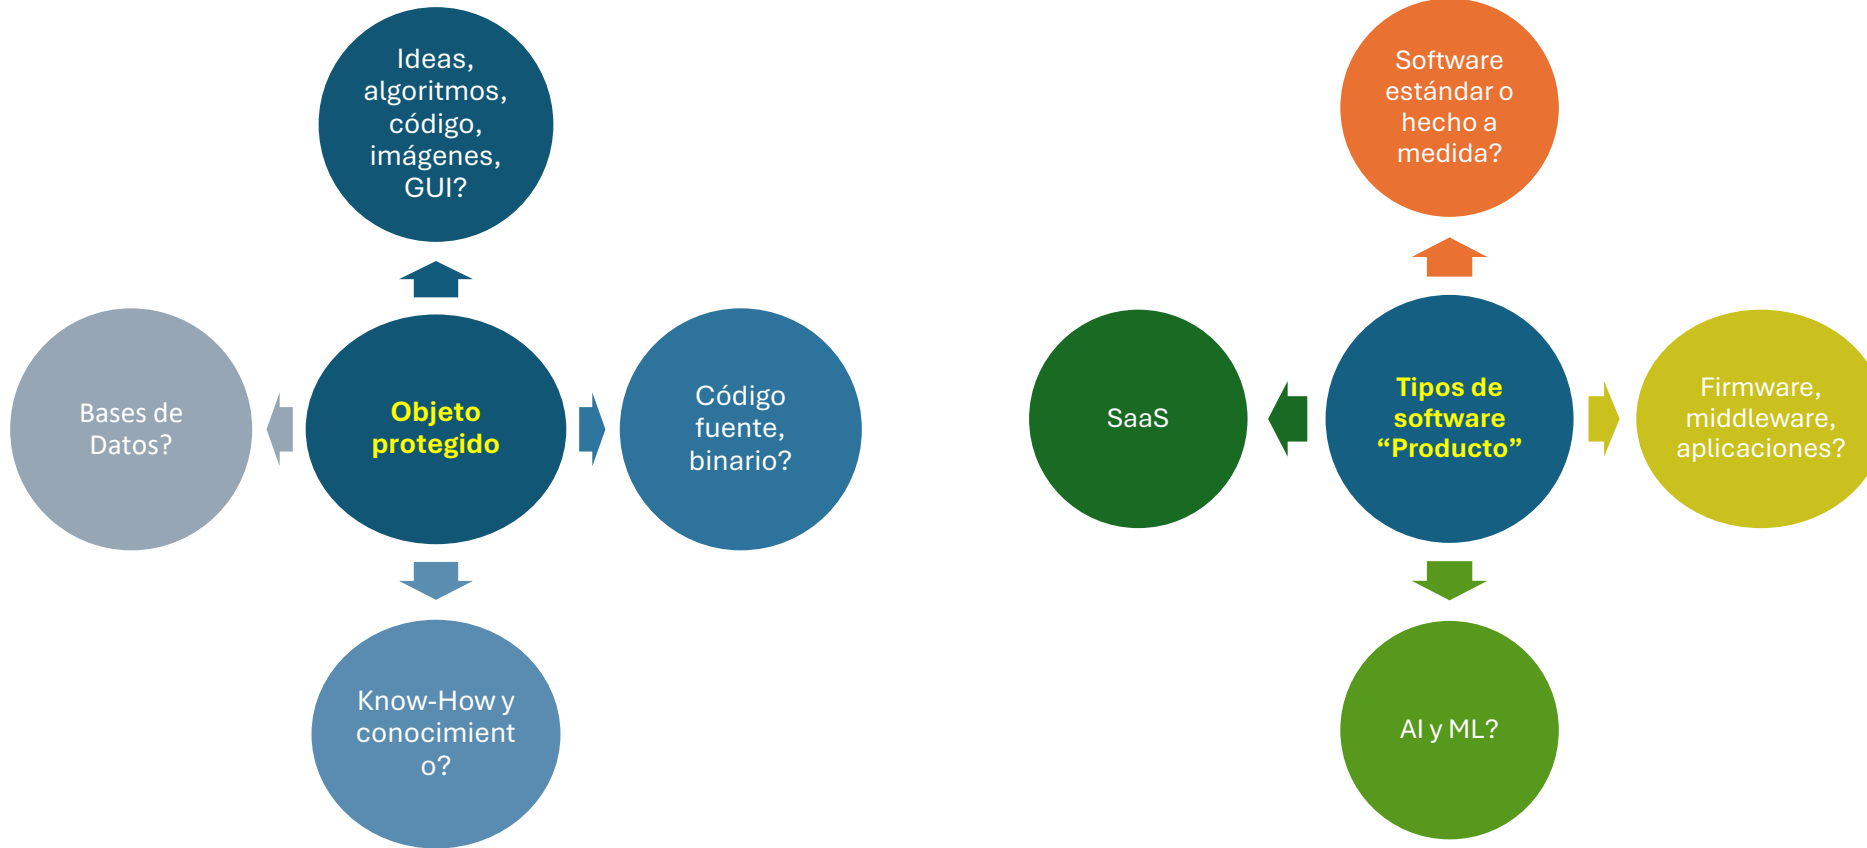 Ideas,
algoritmos,
código,
imágenes,
GUI?
Bases de
Datos?
Objeto
protegido
Código
fuente,
binario?
Know-How y
conocimient
o?
Software
estándar o
hecho a
medida?
SaaS
Tipos de
software
“Producto”
Firmware,
middleware,
aplicaciones?
AI y ML?